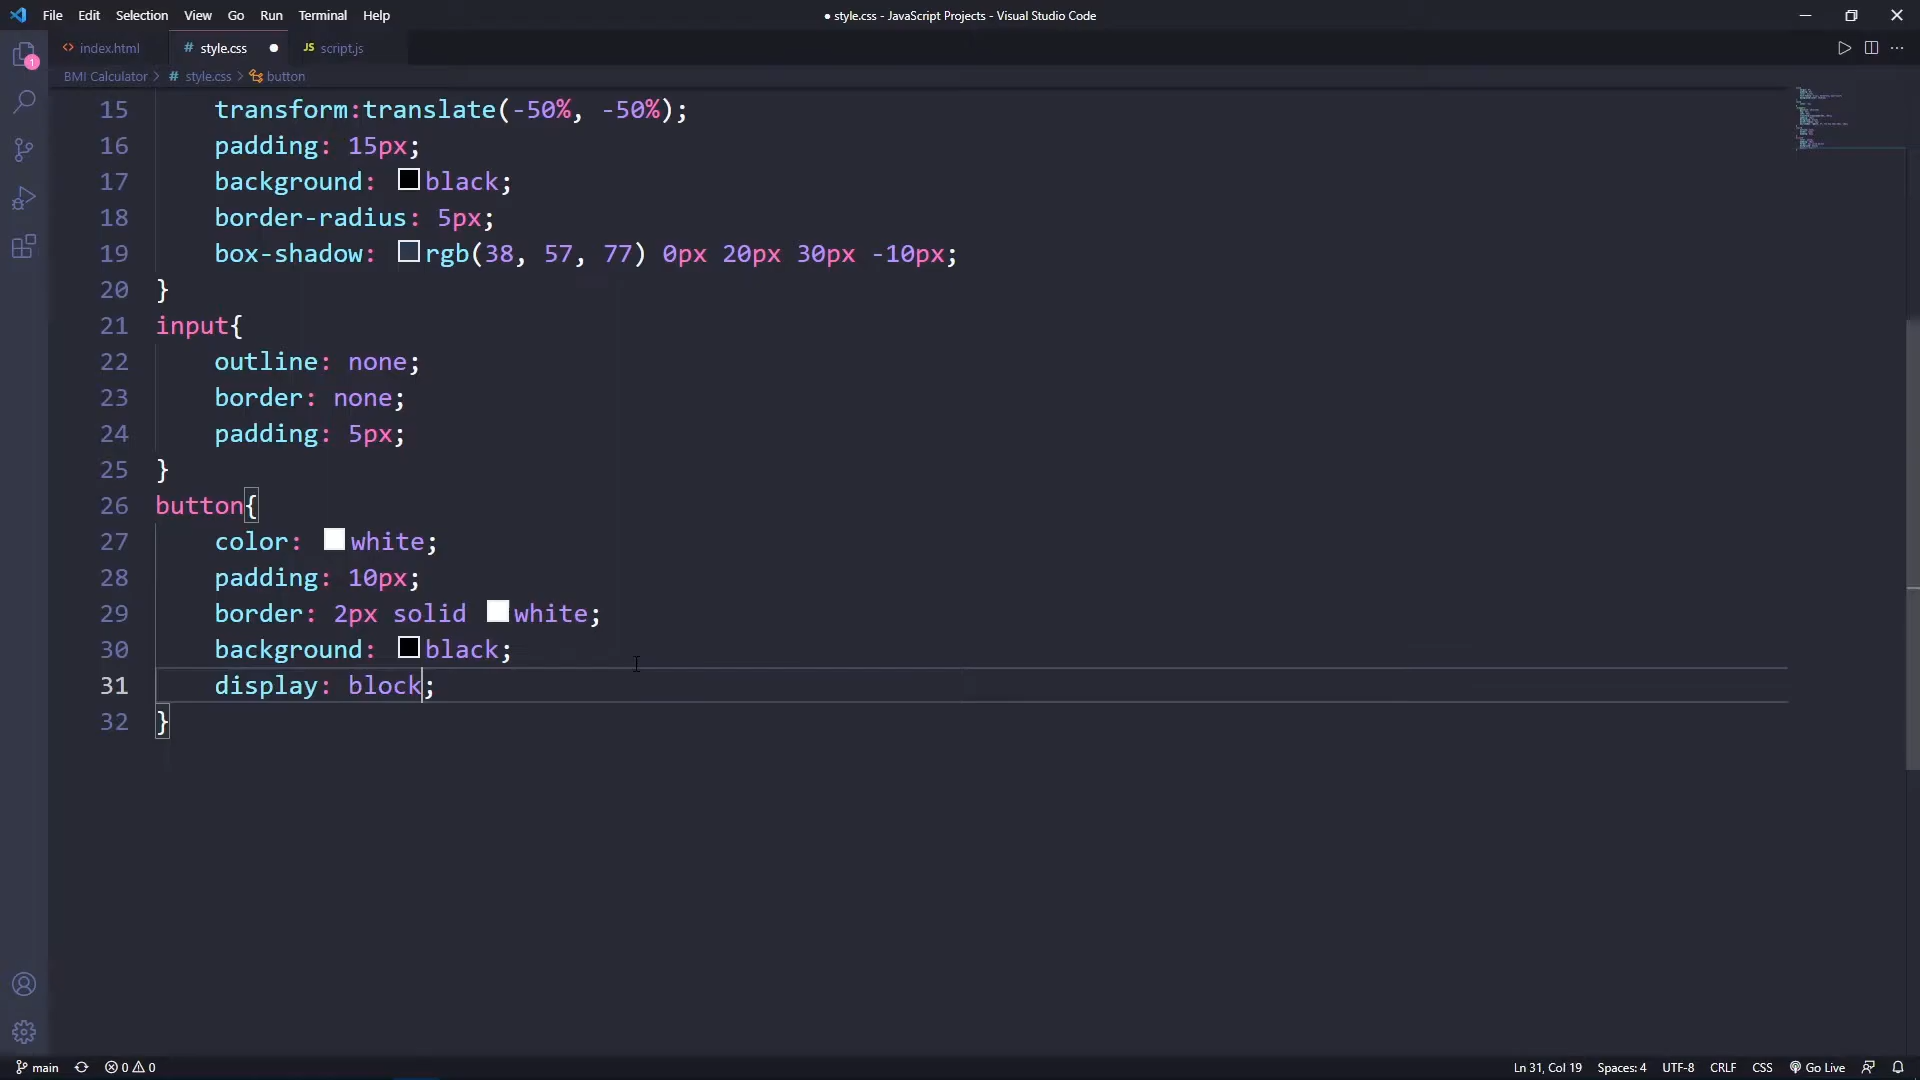 File Edit Selection View Go Run Terminal Help
● style.css - JavaScript Projects - Visual Studio Code
<> index.html
# style.css ●
JS script.js
BMI Calculator > # style.css > button
1
15 transform:translate(-50%, -50%);
16 padding: 15px;
17 background: black;
18 border-radius: 5px;
19 box-shadow: rgb(38, 57, 77) 0px 20px 30px -10px;
20 }
21 input{
22 outline: none;
23 border: none;
24 padding: 5px;
25 }
26 button{
27 color: white;
28 padding: 10px;
29 border: 2px solid white;
30 background: black;
31 display: block;
32 }
main 0 0
Ln 31, Col 19 Spaces: 4 UTF-8 CRLF CSS Go Live